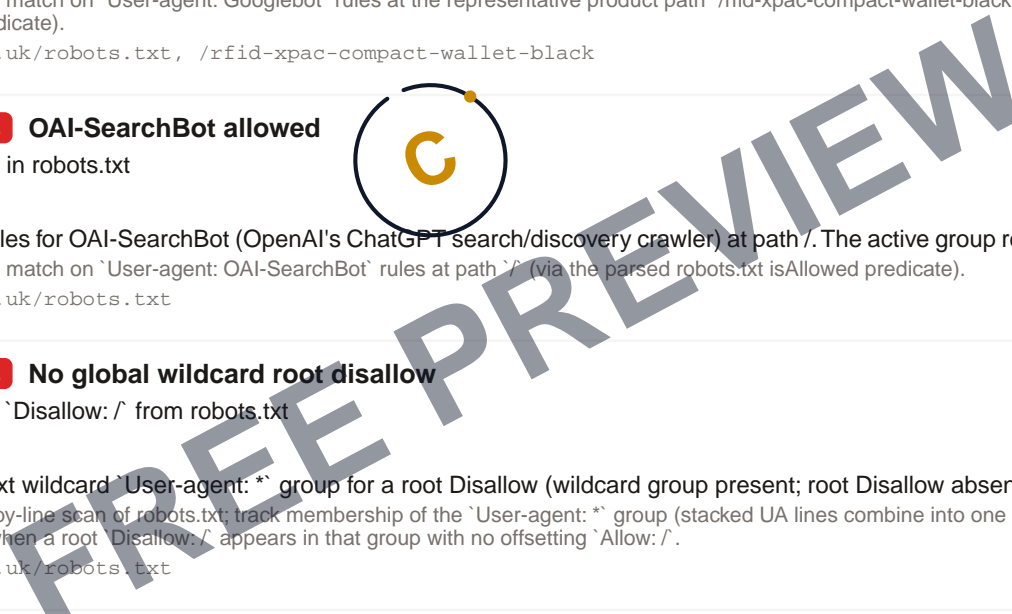 match on `User-agent: Googlebot` rules at the representative product path `/rfid-xpac-compact-wallet-black
dicate).
.uk/robots.txt, /rfid-xpac-compact-wallet-black
OAI-SearchBot allowed
in robots.txt
C
les for OAI-SearchBot (OpenAI's ChatGPT search/discovery crawler) at path /. The active group r
match on `User-agent: OAI-SearchBot` rules at path `/` (via the parsed robots.txt isAllowed predicate).
.uk/robots.txt
No global wildcard root disallow
`Disallow: /` from robots.txt
xt wildcard `User-agent: *` group for a root Disallow (wildcard group present; root Disallow absen
by-line scan of robots.txt; track membership of the `User-agent: *` group (stacked UA lines combine into one
when a root `Disallow: /` appears in that group with no offsetting `Allow: /`.
.uk/robots.txt
FREE PREVIEW